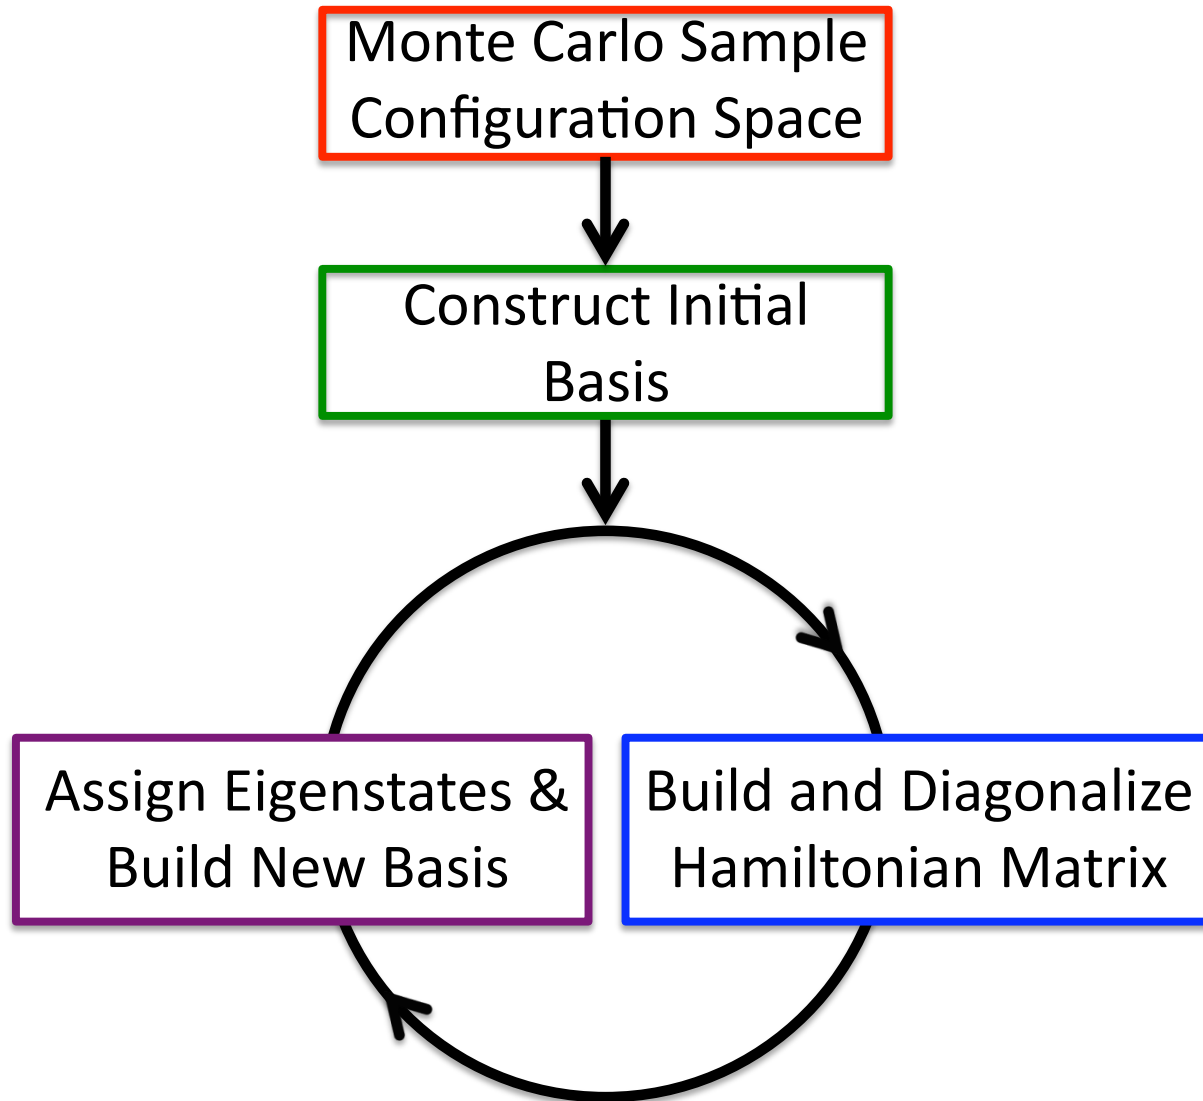 Monte Carlo Sample
Configuration Space
Construct Initial
Basis
Assign Eigenstates &
Build New Basis
Build and Diagonalize
Hamiltonian Matrix